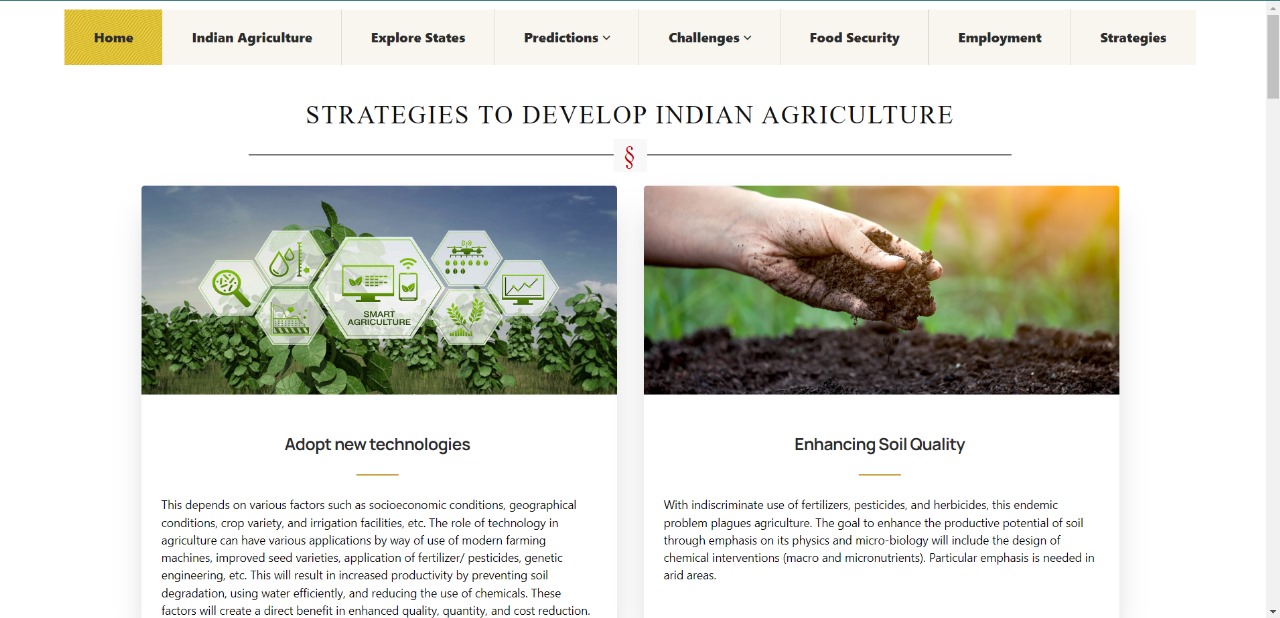 Home Indian Agriculture Explore States Predictions Challenges Food Security Employment Strategies
STRATEGIES TO DEVELOP INDIAN AGRICULTURE
§
SMART
AGRICULTURE
Adopt new technologies
This depends on various factors such as socioeconomic conditions, geographical
conditions, crop variety, and irrigation facilities, etc. The role of technology in
agriculture can have various applications by way of use of modern farming
machines, improved seed varieties, application of fertilizer/ pesticides, genetic
engineering, etc. This will result in increased productivity by preventing soil
degradation, using water efficiently, and reducing the use of chemicals. These
factors will create a direct benefit in enhanced quality, quantity, and cost reduction.
Enhancing Soil Quality
With indiscriminate use of fertilizers, pesticides, and herbicides, this endemic
problem plagues agriculture. The goal to enhance the productive potential of soil
through emphasis on its physics and micro-biology will include the design of
chemical interventions (macro and micronutrients). Particular emphasis is needed in
arid areas.